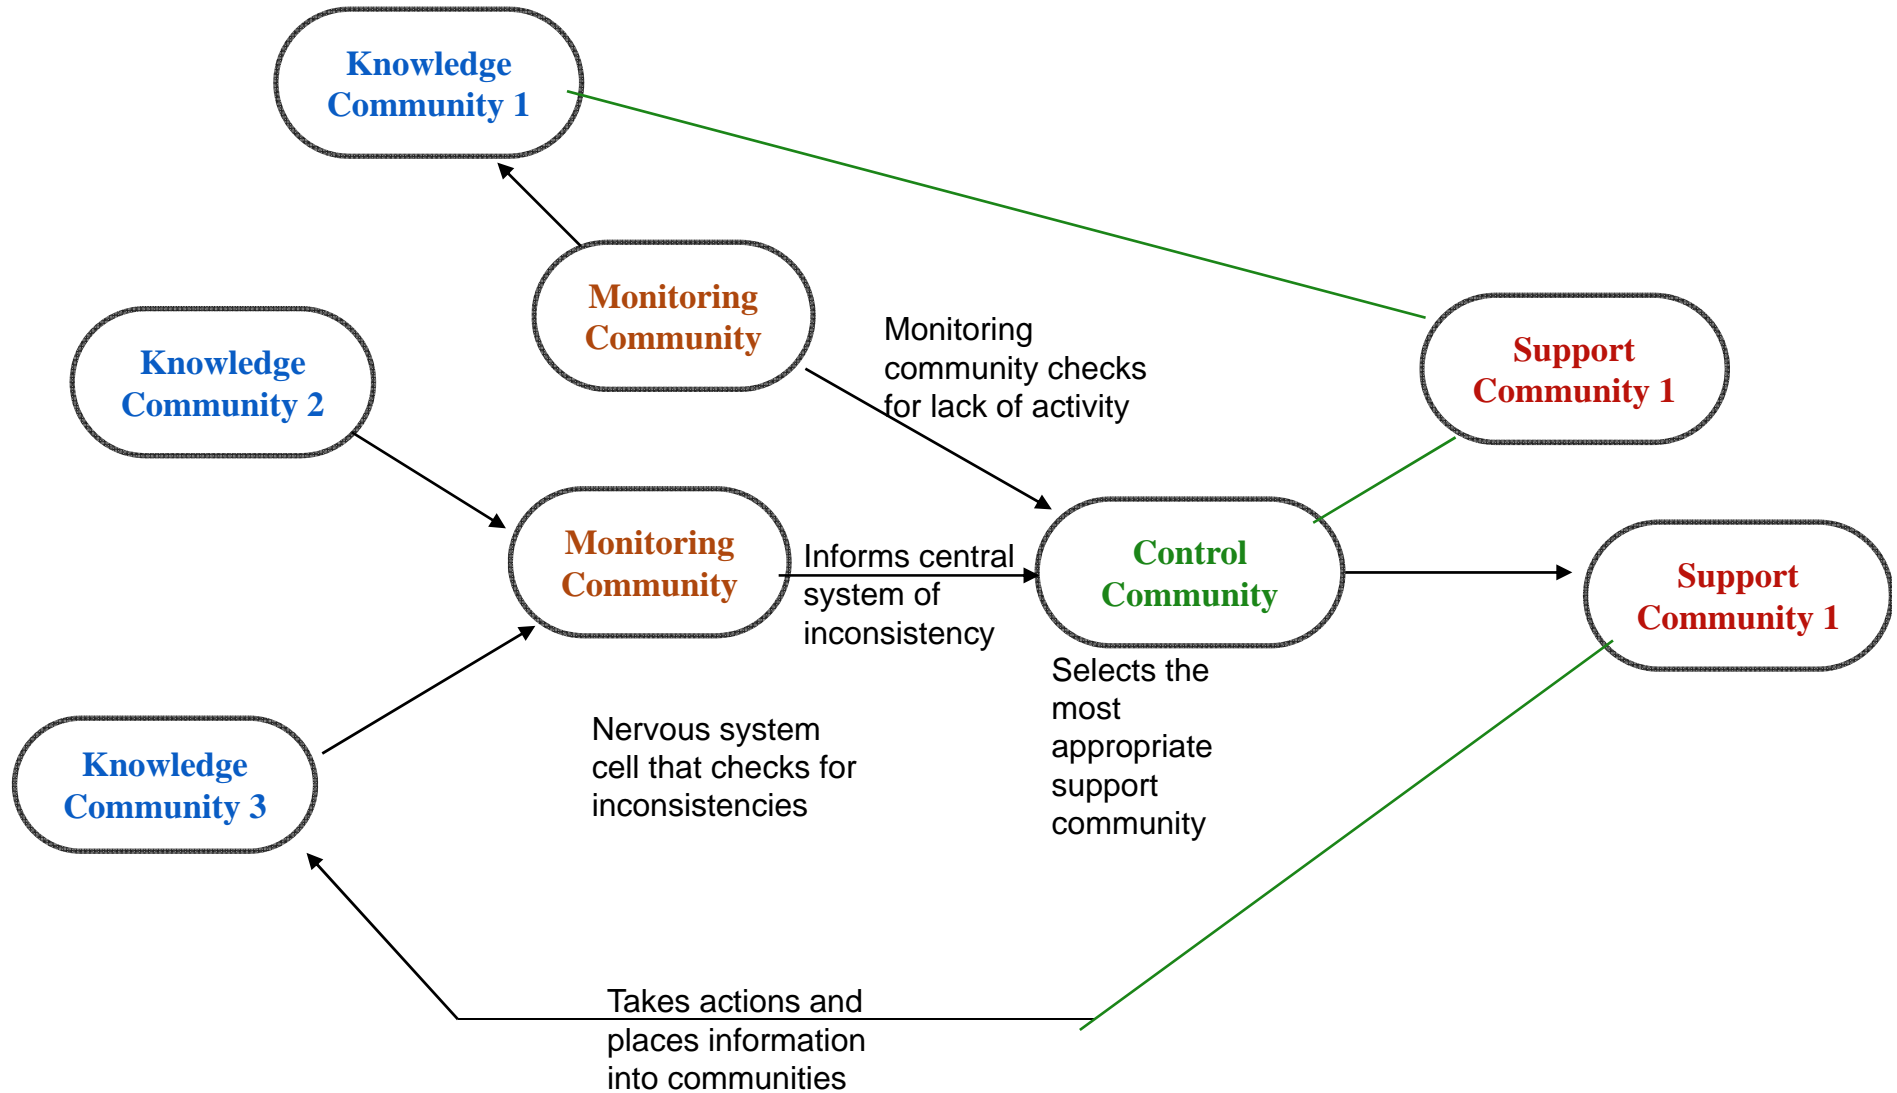 Knowledge
Community 1
Monitoring
Community
Monitoring
community checks
for lack of activity
Support
Community 1
Knowledge
Community 2
Monitoring
Community
Informs central
system of
inconsistency
Control
Community
Support
Community 1
Selects the
most
appropriate
support
community
Nervous system
cell that checks for
inconsistencies
Knowledge
Community 3
Takes actions and
places information
into communities